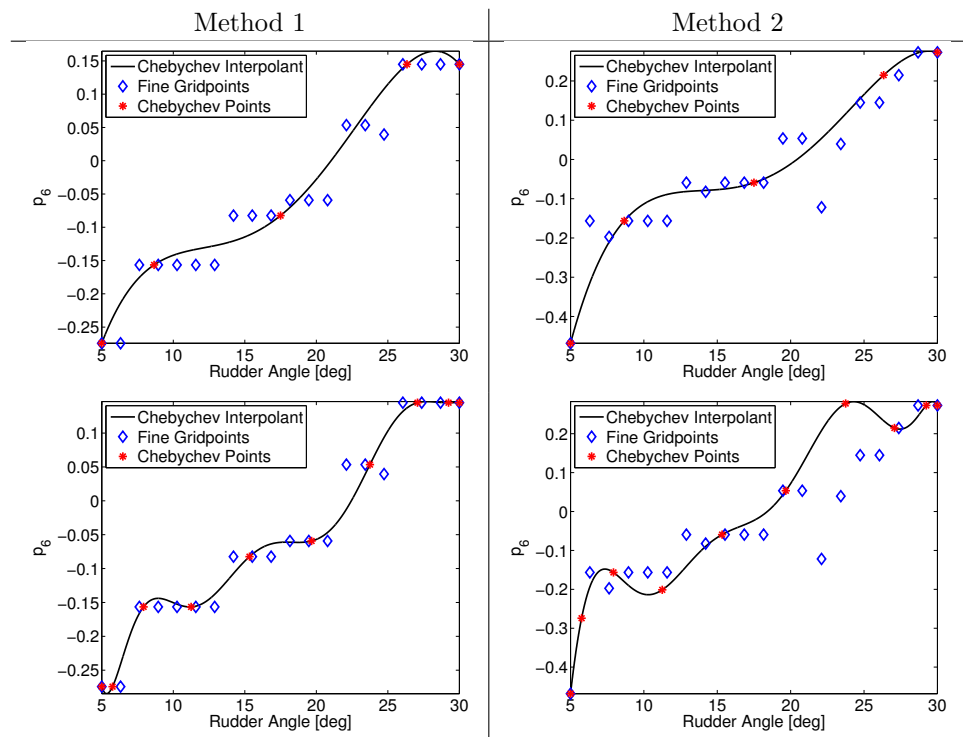 Method 1
Method 2
0.15
0.1
0.05
0
−0.05
−0.1
−0.15
−0.2
−0.25
p6
Chebychev Interpolant
Fine Gridpoints
Chebychev Points
5 10 15 20 25 30
Rudder Angle [deg]
0.2
0.1
0
−0.1
−0.2
−0.3
−0.4
p6
Chebychev Interpolant
Fine Gridpoints
Chebychev Points
5 10 15 20 25 30
Rudder Angle [deg]
0.1
0.05
0
−0.05
−0.1
−0.15
−0.2
−0.25
p6
Chebychev Interpolant
Fine Gridpoints
Chebychev Points
5 10 15 20 25 30
Rudder Angle [deg]
0.2
0.1
0
−0.1
−0.2
−0.3
−0.4
p6
Chebychev Interpolant
Fine Gridpoints
Chebychev Points
5 10 15 20 25 30
Rudder Angle [deg]